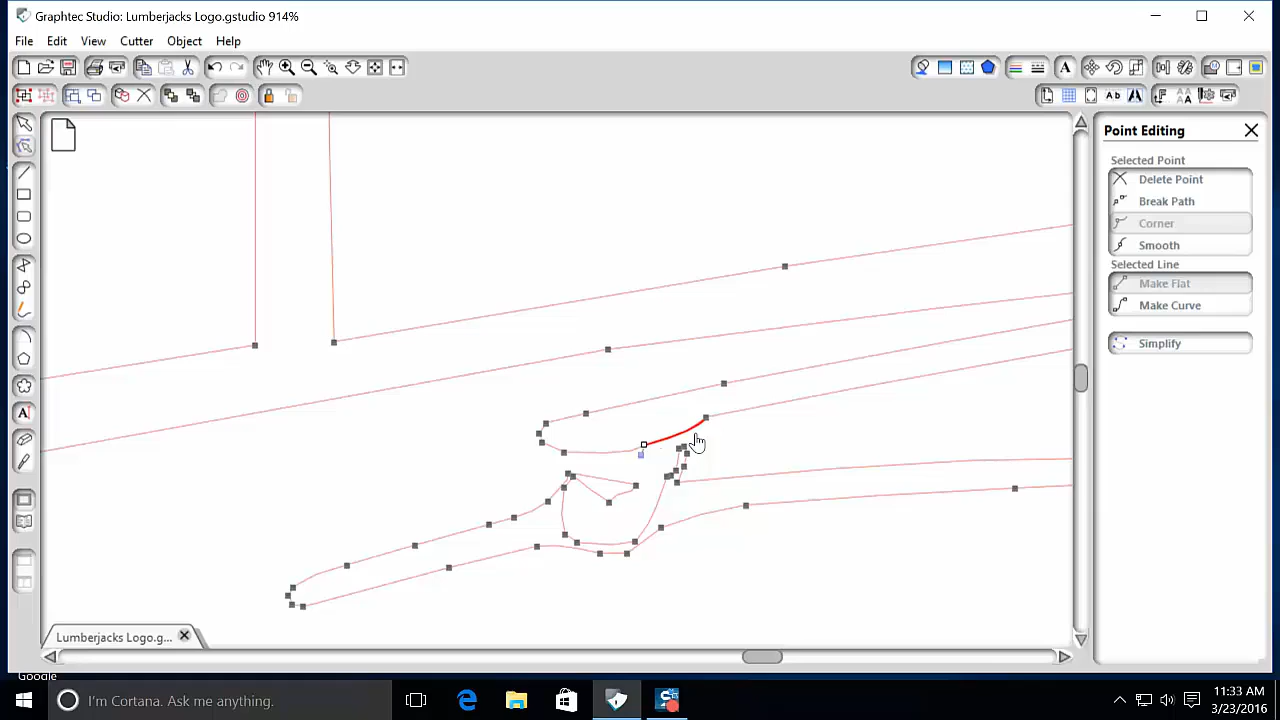 Graphtec Studio: Lumberjacks Logo.gstudio 914%
File Edit View Cutter Object Help
Point Editing
Selected Point
Delete Point
Break Path
Corner
Smooth
Selected Line
Make Flat
Make Curve
Simplify
Lumberjacks Logo.g...
Google
I'm Cortana. Ask me anything.
11:33 AM
3/23/2016